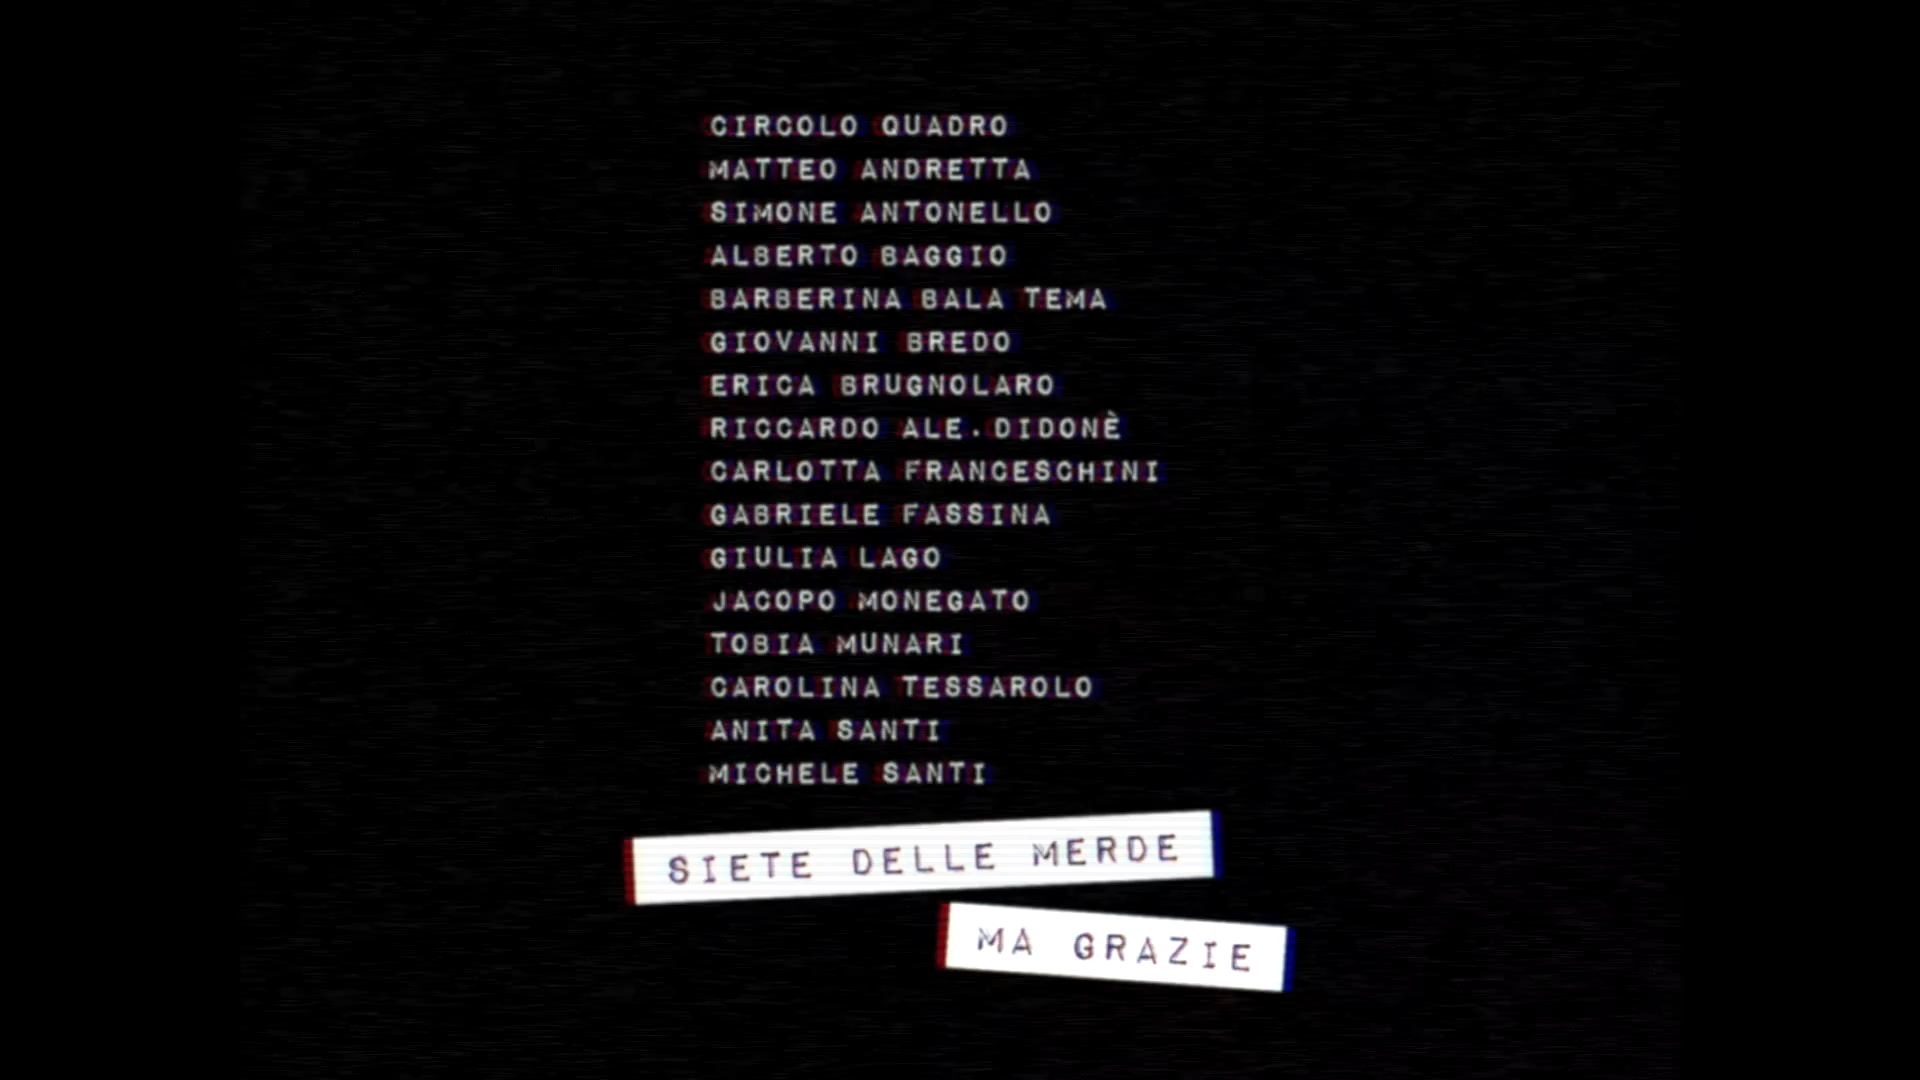 CIRCOLO QUADRO
MATTEO ANDRETTA
SIMONE ANTONELLO
ALBERTO BAGGIO
BARBERINA BALA TEMA
GIOVANNI BREDO
ERICA BRUGNOLARO
RICCARDO ALE.DIDONÈ
CARLOTTA FRANCESCHINI
GABRIELE FASSINA
GIULIA LAGO
JACOPO MONEGATO
TOBIA MUNARI
CAROLINA TESSAROLO
ANITA SANTI
MICHELE SANTI
SIETE DELLE MERDE
MA GRAZIE